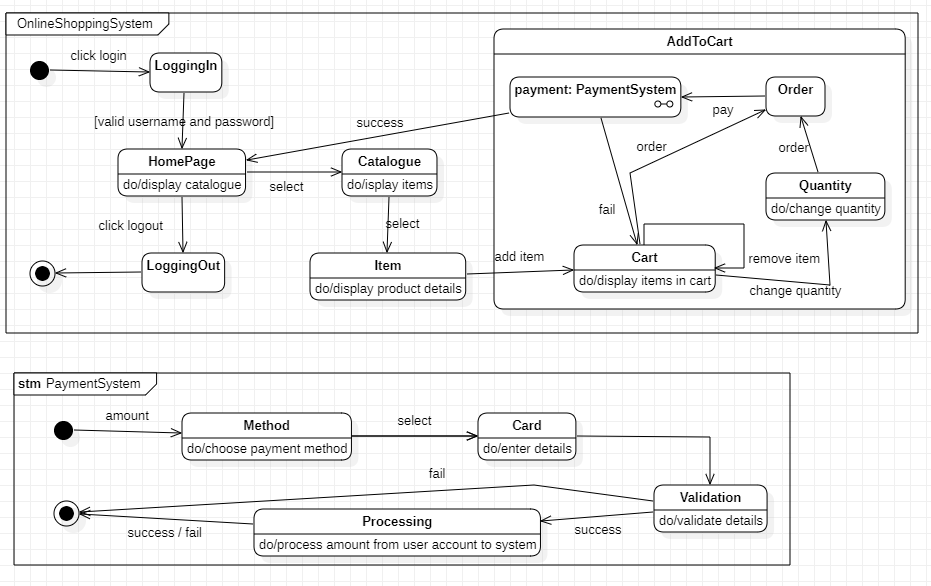 OnlineShoppingSystem
AddToCart
click login
LoggingIn
payment: PaymentSystem
Order
pay
[valid username and password]
success
order
order
HomePage
do/display catalogue
select
Catalogue
do/isplay items
Quantity
do/change quantity
click logout
select
fail
LoggingOut
Item
do/display product details
add item
Cart
do/display items in cart
remove item
change quantity
stm PaymentSystem
amount
Method
do/choose payment method
select
Card
do/enter details
fail
Validation
do/validate details
success / fail
Processing
do/process amount from user account to system
success